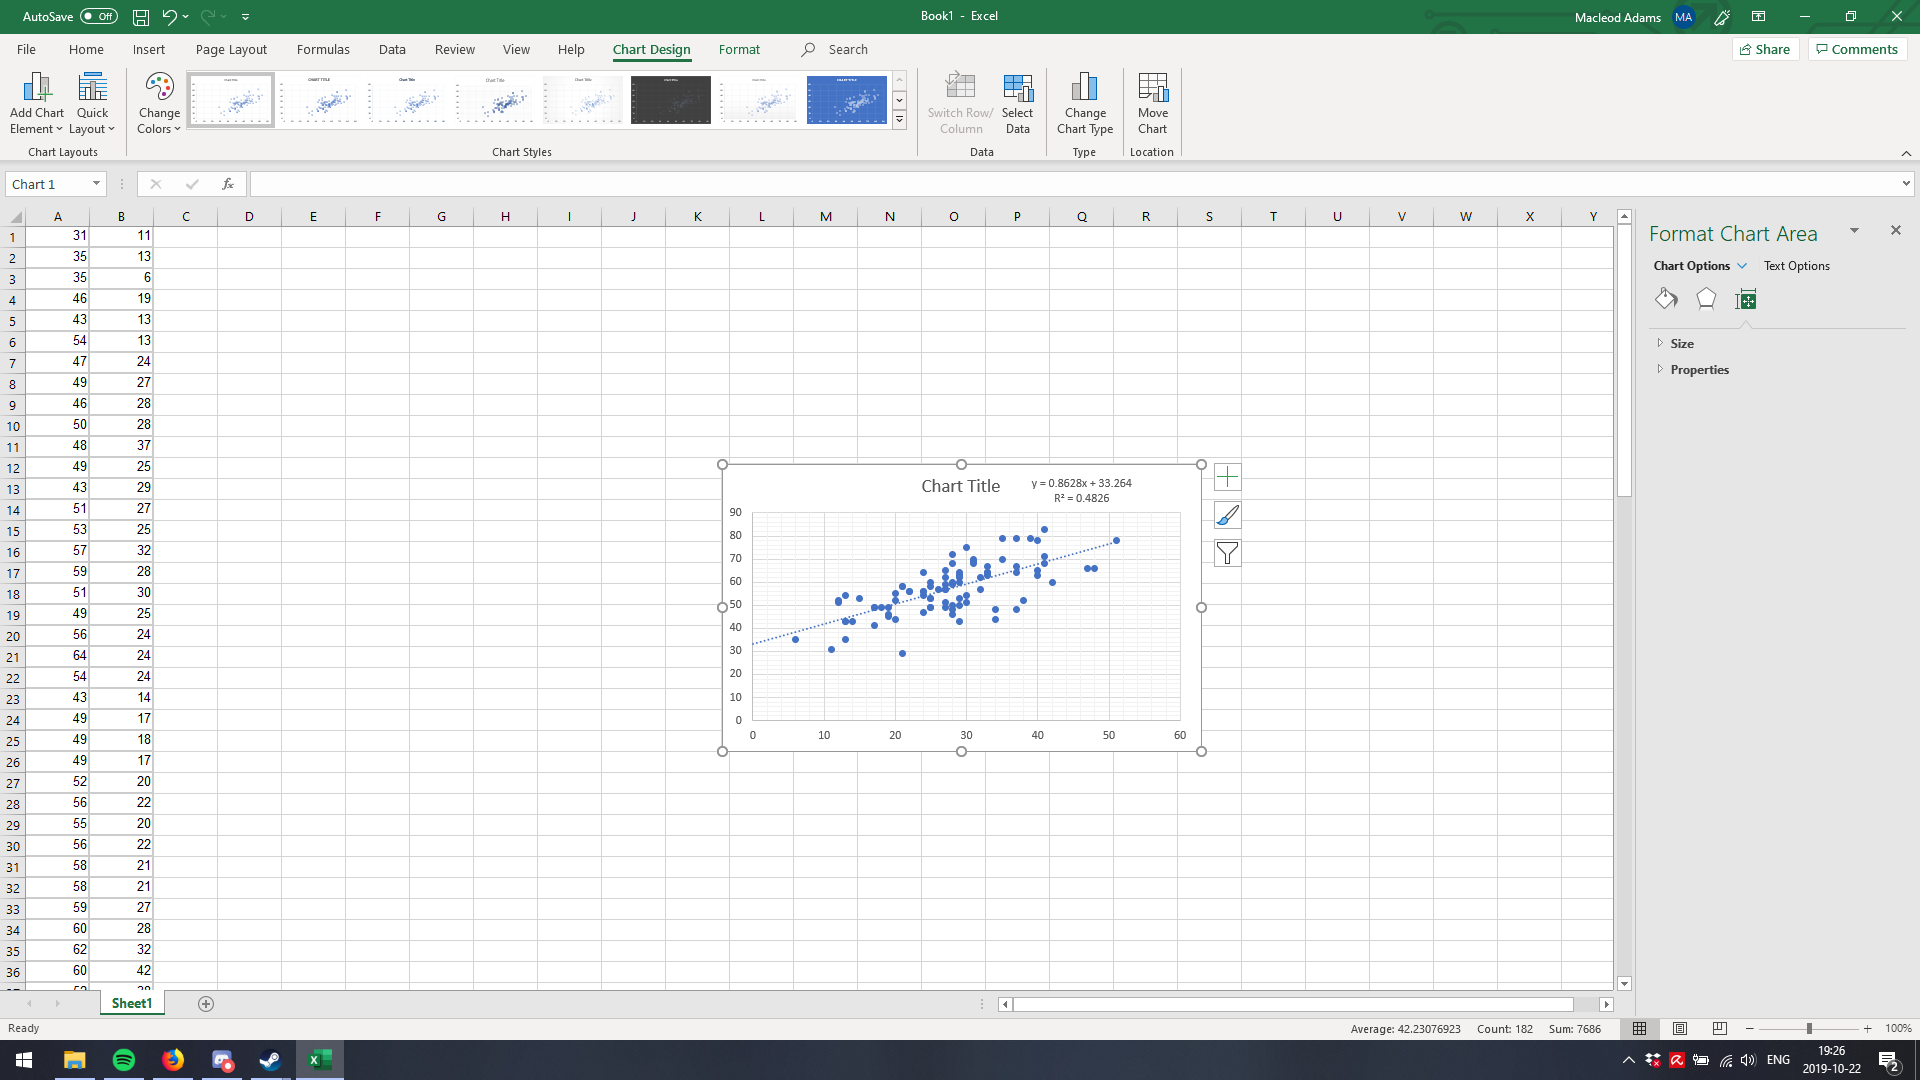 AutoSave Off
Book1 - Excel
Macleod Adams MA
File Home Insert Page Layout Formulas Data Review View Help Chart Design Format Search
Share Comments
Add Chart Element
Quick Layout
Chart Layouts
Change Colors
Chart Styles
Switch Row/ Column
Select Data
Data
Change Chart Type
Type
Move Chart
Location
Chart 1
fx
A B C D E F G H I J K L M N O P Q R S T U V W X Y
1 31 11
2 35 13
3 35 6
4 46 19
5 43 13
6 54 13
7 47 24
8 49 27
9 46 28
10 50 28
11 48 37
12 49 25
13 43 29
14 51 27
15 53 25
16 57 32
17 59 28
18 51 30
19 49 25
20 56 24
21 64 24
22 54 24
23 43 14
24 49 17
25 49 18
26 49 17
27 52 20
28 56 22
29 55 20
30 56 22
31 58 21
32 58 21
33 59 27
34 60 28
35 62 32
36 60 42
Chart Title
y = 0.8628x + 33.264
R² = 0.4826
90
80
70
60
50
40
30
20
10
0
0 10 20 30 40 50 60
Format Chart Area
Chart Options Text Options
Size
Properties
Sheet1
Ready
Average: 42.23076923 Count: 182 Sum: 7686
100%
ENG
19:26
2019-10-22
2